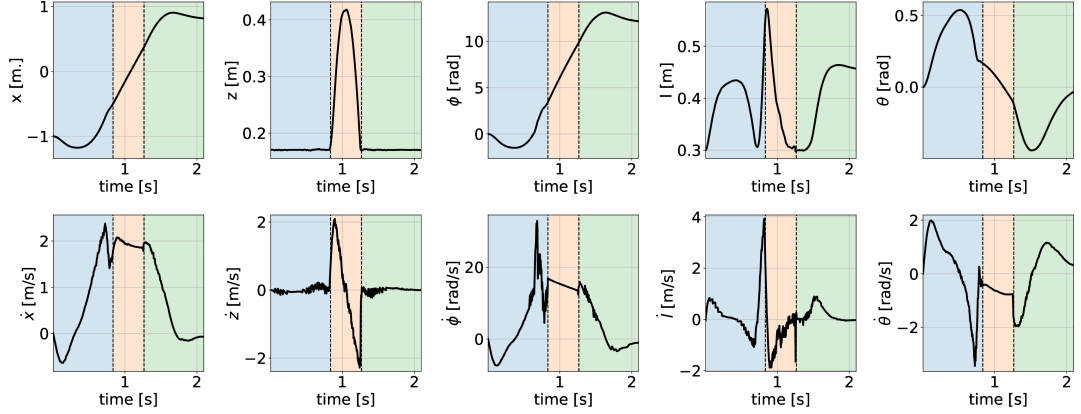 x [m.]
1
0
−1
1
2
time [s]
z [m]
0.4
0.3
0.2
1
2
time [s]
ϕ [rad]
10
5
0
1
2
time [s]
l [m]
0.5
0.4
0.3
1
2
time [s]
θ [rad]
0.5
0.0
1
2
time [s]
ẋ [m/s]
2
1
0
1
2
time [s]
ż [m/s]
2
0
−2
1
2
time [s]
ϕ̇ [rad/s]
20
0
1
2
time [s]
l̇ [m/s]
4
2
0
−2
1
2
time [s]
θ̇ [rad/s]
2
0
−2
1
2
time [s]